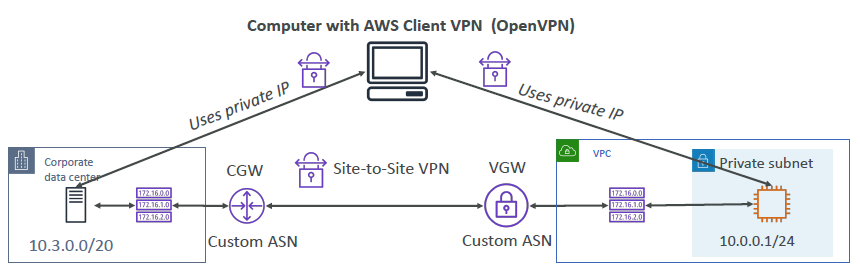 Computer with AWS Client VPN (OpenVPN)
Uses private IP
Uses private IP
Corporate
data center
CGW
Site-to-Site VPN
VGW
VPC
Private subnet
172.16.0.0
172.16.1.0
172.16.2.0
172.16.0.0
172.16.1.0
172.16.2.0
10.3.0.0/20
Custom ASN
Custom ASN
10.0.0.1/24